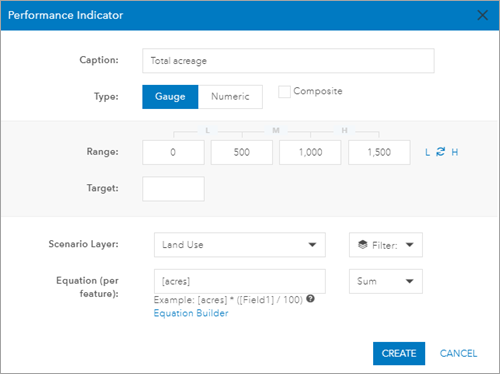 Performance Indicator
Caption: Total acreage
Type: Gauge Numeric Composite
L M H
Range: 0 500 1,000 1,500 L H
Target:
Scenario Layer: Land Use Filter:
Equation (per feature): [acres] Sum
Example: [acres] * ([Field1] / 100)
Equation Builder
CREATE CANCEL